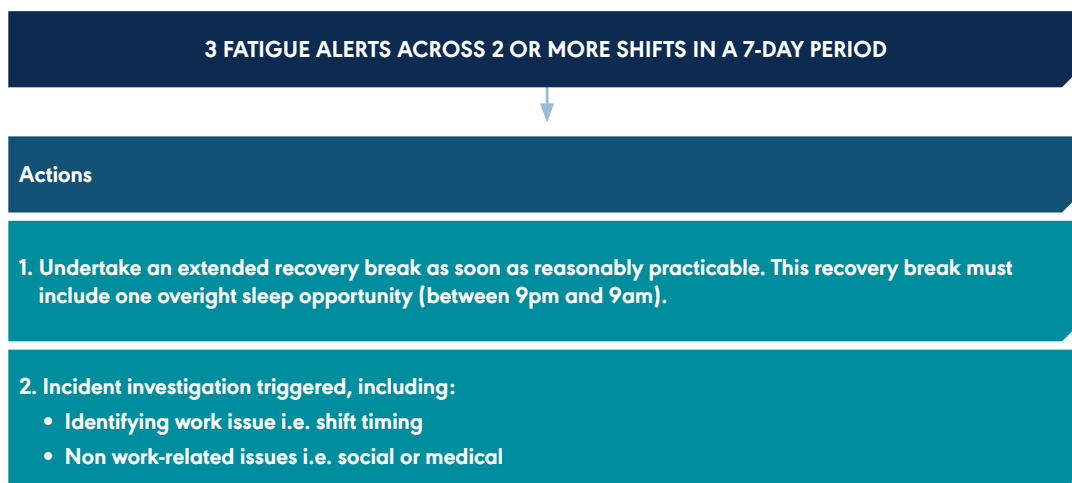 3 FATIGUE ALERTS ACROSS 2 OR MORE SHIFTS IN A 7-DAY PERIOD
Actions
1. Undertake an extended recovery break as soon as reasonably practicable. This recovery break must
include one overight sleep opportunity (between 9pm and 9am).
2. Incident investigation triggered, including:
• Identifying work issue i.e. shift timing
• Non work-related issues i.e. social or medical